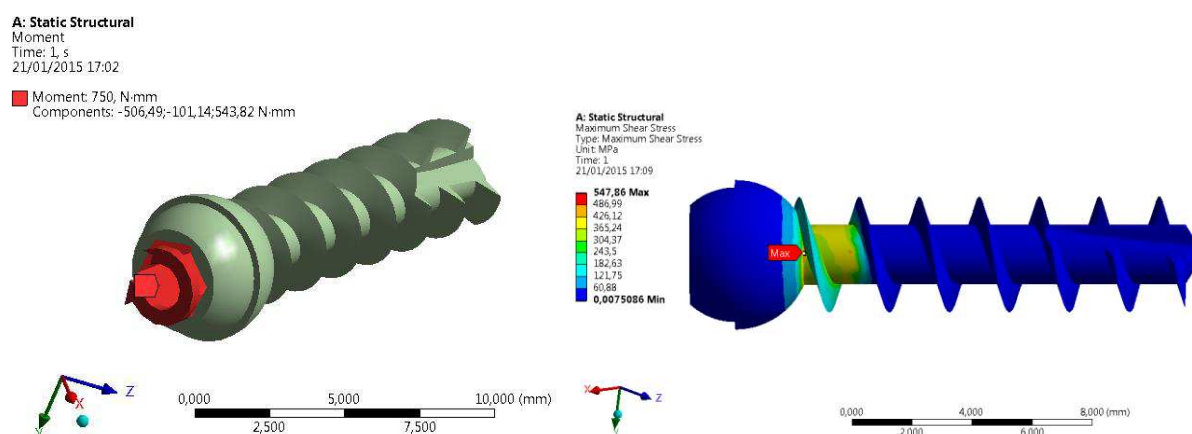 A: Static Structural
Moment
Time: 1, s
21/01/2015 17:02
Moment: 750, N·mm
Components: -506,49;-101,14;543,82 N·mm
Z
X
Y
0,000
5,000
10,000 (mm)
2,500
7,500
A: Static Structural
Maximum Shear Stress
Type: Maximum Shear Stress
Unit: MPa
Time: 1
21/01/2015 17:09
547,86 Max
486,99
426,12
365,24
304,37
243,5
182,63
121,75
60,88
0,0075086 Min
Max
X
Z
Y
0,000
4,000
8,000 (mm)
2,000
6,000